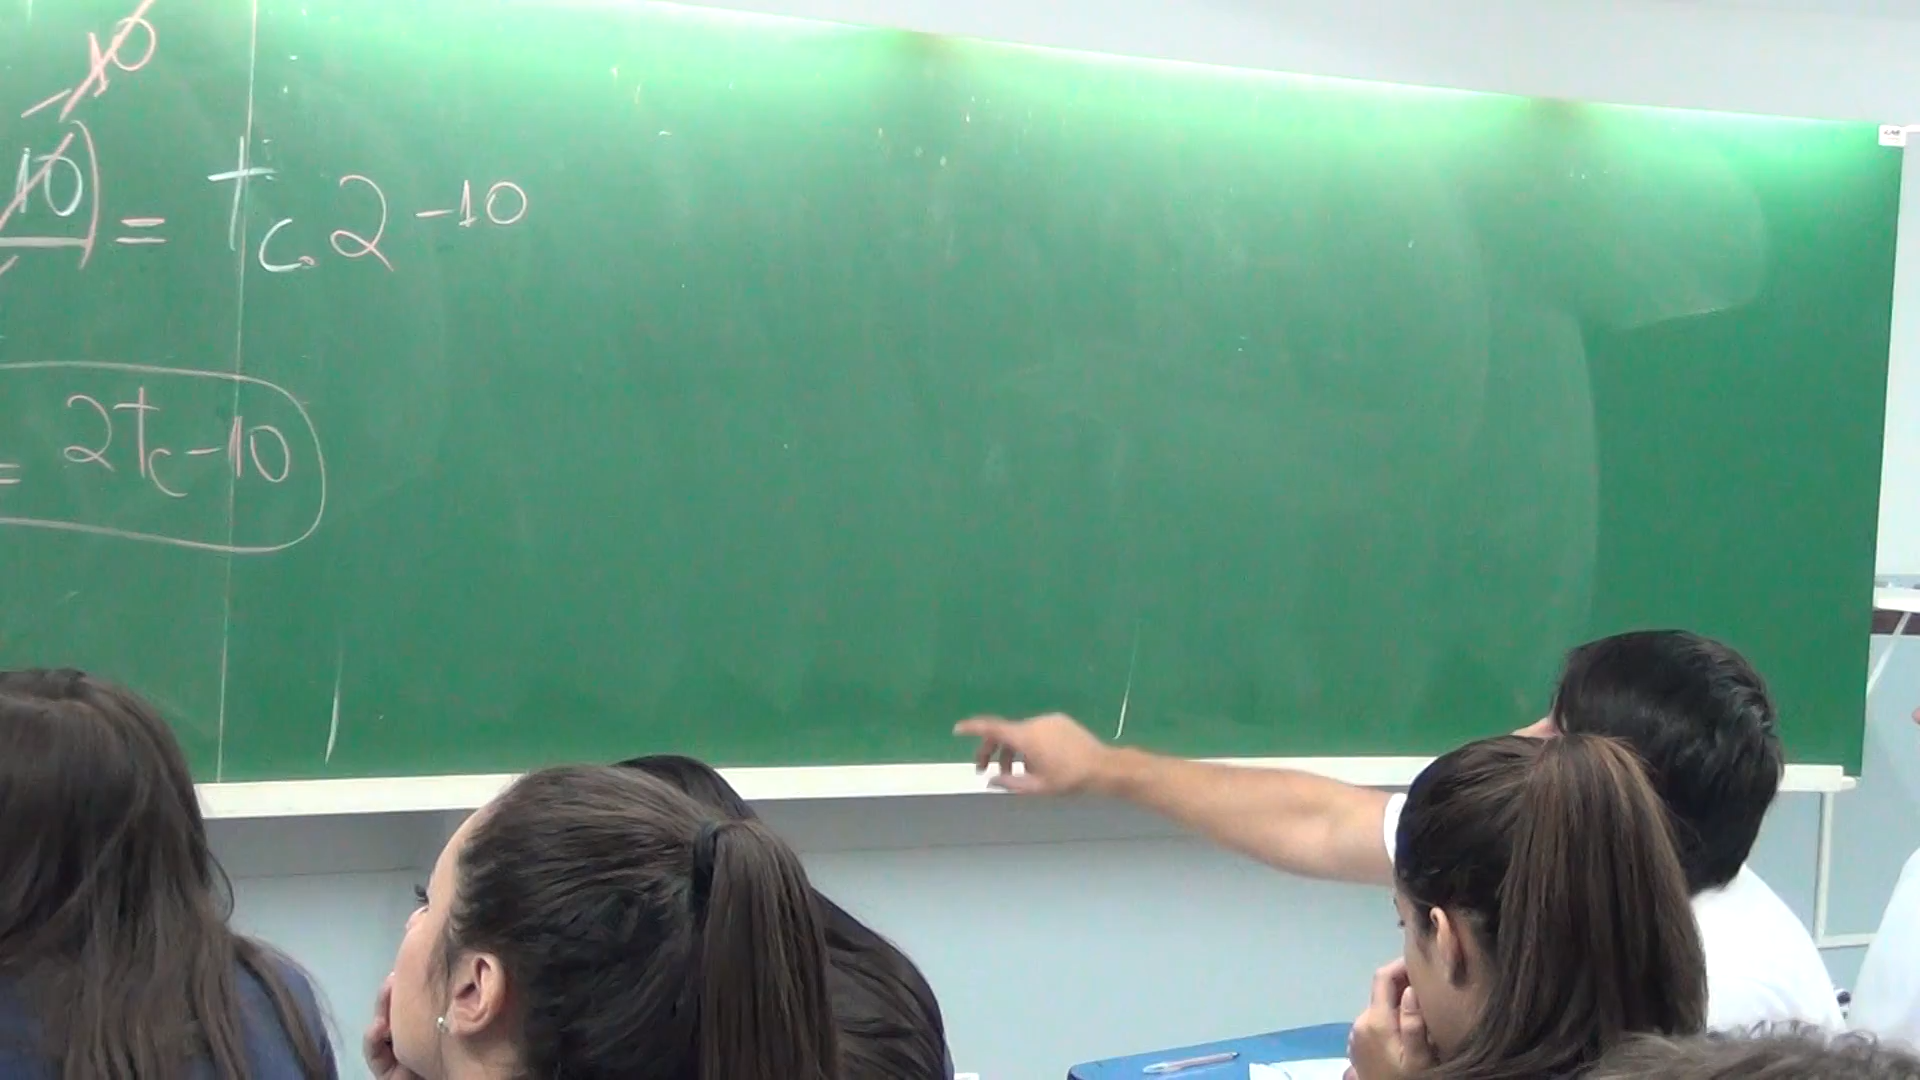 -10
10) = tc.2-10
= 2tc-10